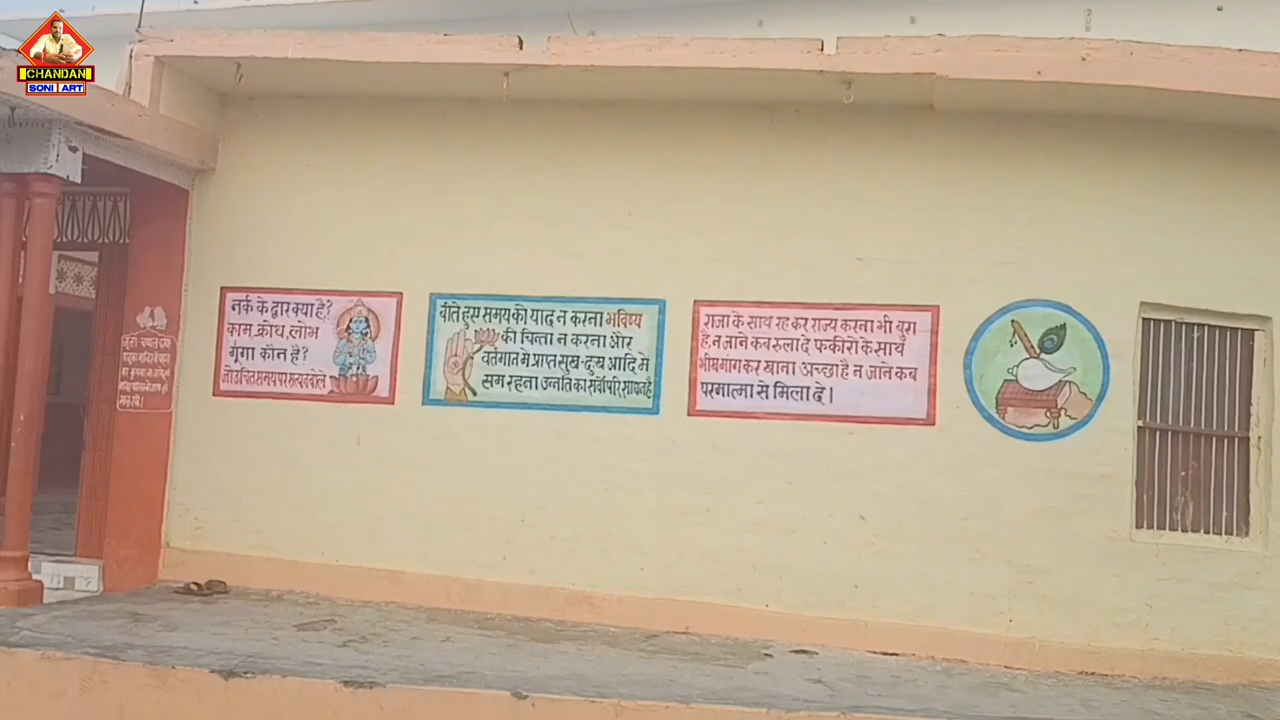 CHANDAN
SONI ART
नर्क के द्वार क्या है?
काम, क्रोध, लोभ
गूंगा कौन है?
जो उचित समय पर सत्य न बोले
बीते हुए समय को याद न करना भविष्य
की चिन्ता न करना और
वर्तमान मे प्राप्त सुख-दुःख आदि मे
सम रहना उन्नति का सर्वोपरि साधन है
राजा के साथ रह कर राज्य करना भी बुरा
है, न जाने कब रुला दे फकीरो के साथ
भीख मांग कर खाना अच्छा है न जाने कब
परमात्मा से मिला दे।